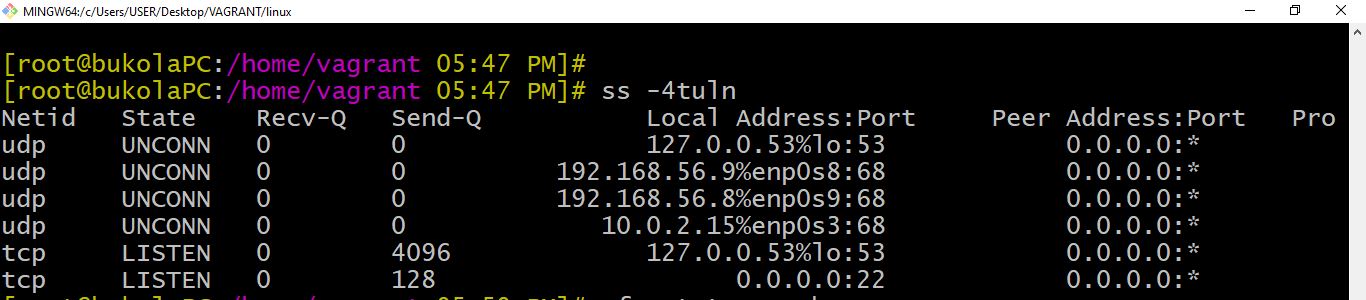 MINGW64:/c/Users/USER/Desktop/VAGRANT/linux
[root@bukolaPC:/home/vagrant 05:47 PM]#
[root@bukolaPC:/home/vagrant 05:47 PM]# ss -4tuln
Netid State Recv-Q Send-Q Local Address:Port Peer Address:Port Pro
udp UNCONN 0 0 127.0.0.53%lo:53 0.0.0.0:*
udp UNCONN 0 0 192.168.56.9%enp0s8:68 0.0.0.0:*
udp UNCONN 0 0 192.168.56.8%enp0s9:68 0.0.0.0:*
udp UNCONN 0 0 10.0.2.15%enp0s3:68 0.0.0.0:*
tcp LISTEN 0 4096 127.0.0.53%lo:53 0.0.0.0:*
tcp LISTEN 0 128 0.0.0.0:22 0.0.0.0:*